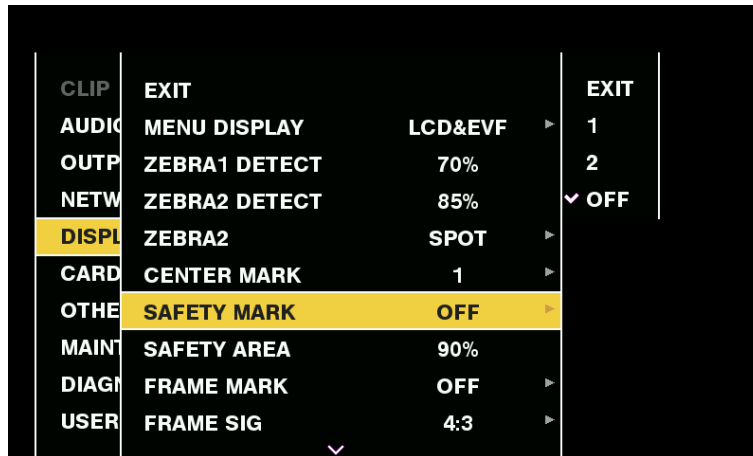 CLIP
AUDIO
OUTP
NETW
DISPL
CARD
OTHE
MAINT
DIAGN
USER
EXIT
MENU DISPLAY LCD&EVF
ZEBRA1 DETECT 70%
ZEBRA2 DETECT 85%
ZEBRA2 SPOT
CENTER MARK 1
SAFETY MARK OFF
SAFETY AREA 90%
FRAME MARK OFF
FRAME SIG 4:3
EXIT
1
2
OFF